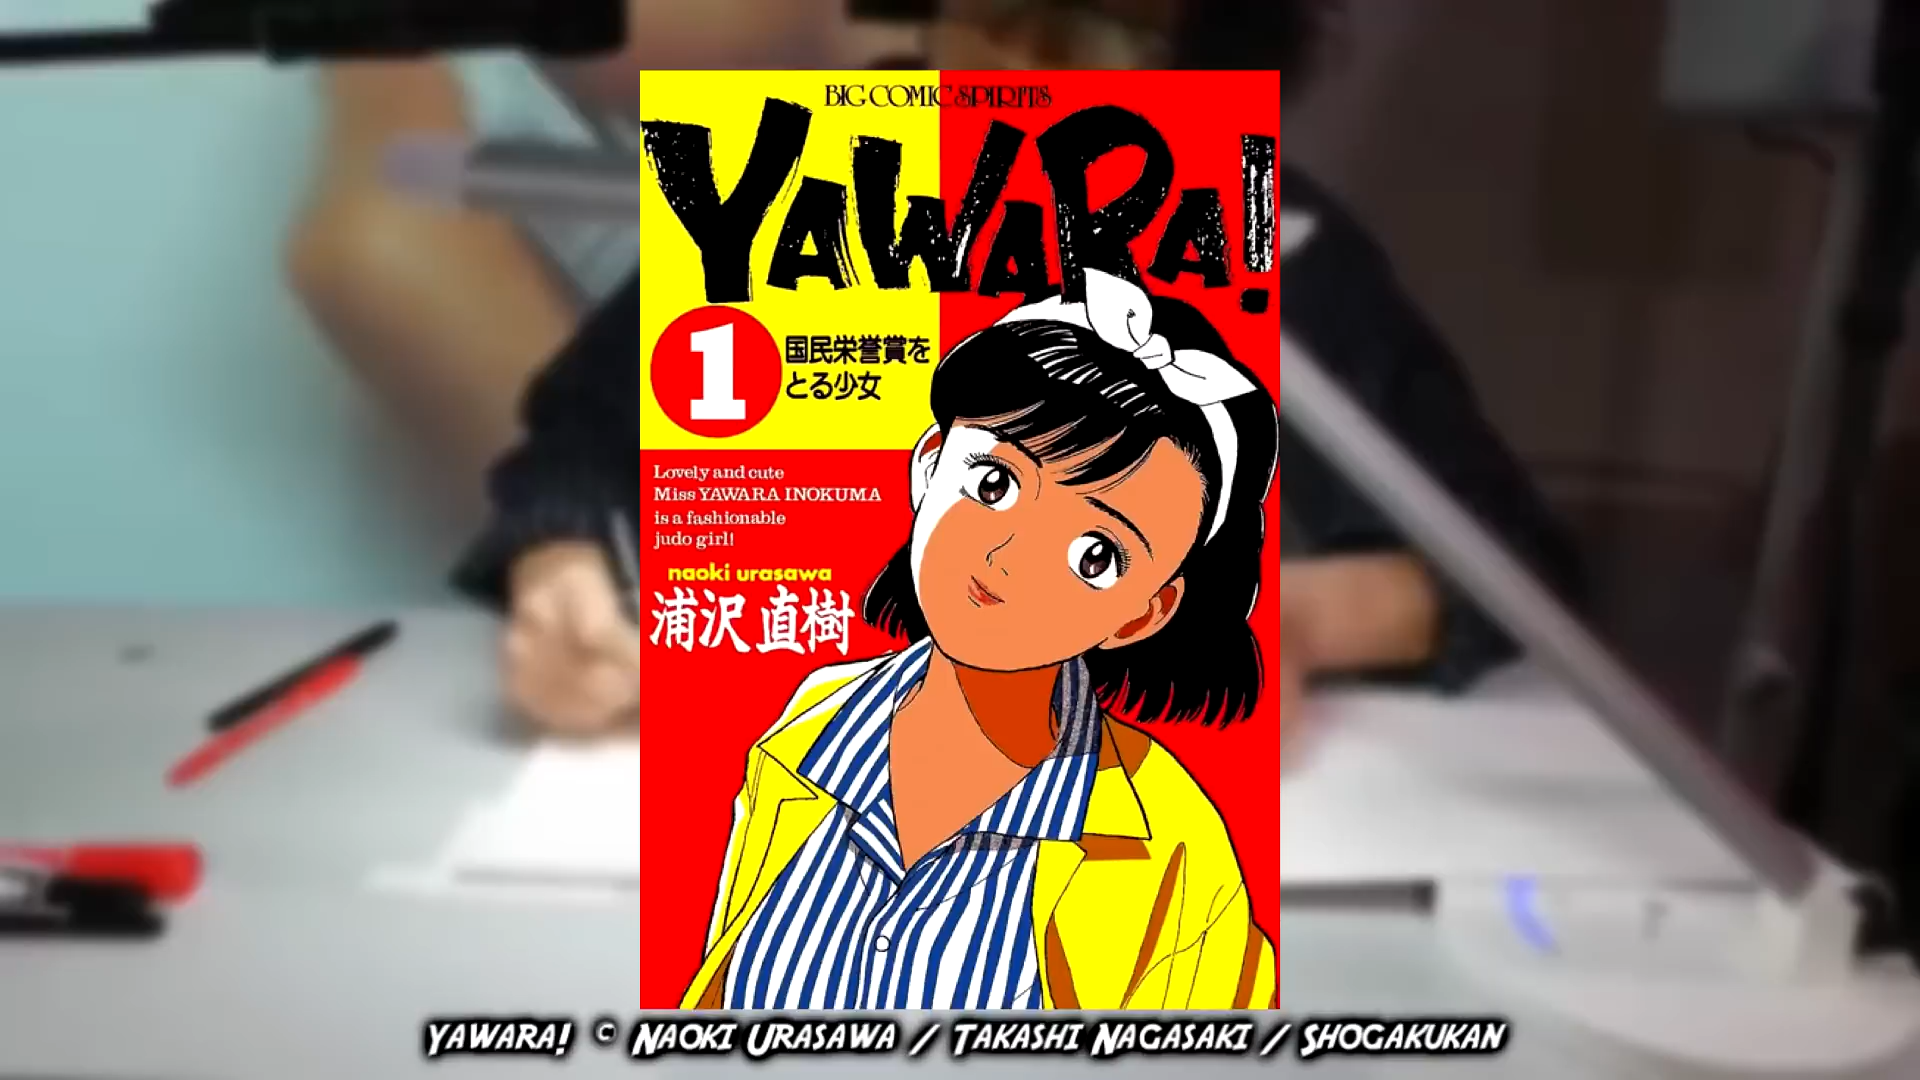 BIG COMIC SPIRITS
YAWARA!
1
国民栄誉賞を
とる少女
Lovely and cute
Miss YAWARA INOKUMA
is a fashionable
judo girl!
naoki urasawa
浦沢直樹
YAWARA! © NAOKI URASAWA / TAKASHI NAGASAKI / SHOGAKUKAN